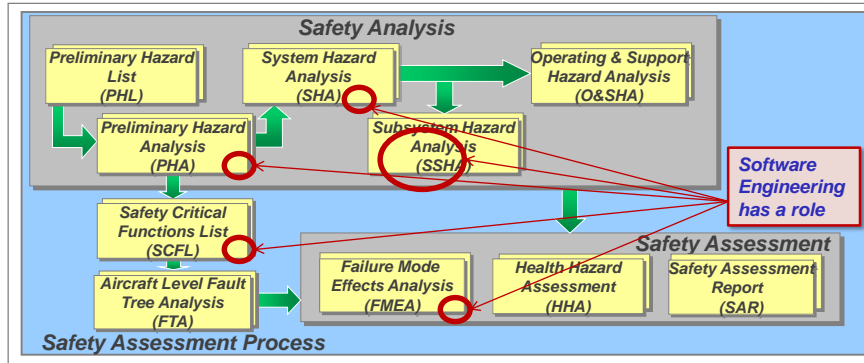 Safety Analysis
Preliminary Hazard
List
(PHL)
System Hazard
Analysis
(SHA)
Operating & Support
Hazard Analysis
(O&SHA)
Preliminary Hazard
Analysis
(PHA)
Subsystem Hazard
Analysis
(SSHA)
Software
Engineering
has a role
Safety Critical
Functions List
(SCFL)
Safety Assessment
Failure Mode
Effects Analysis
(FMEA)
Health Hazard
Assessment
(HHA)
Safety Assessment
Report
(SAR)
Aircraft Level Fault
Tree Analysis
(FTA)
Safety Assessment Process